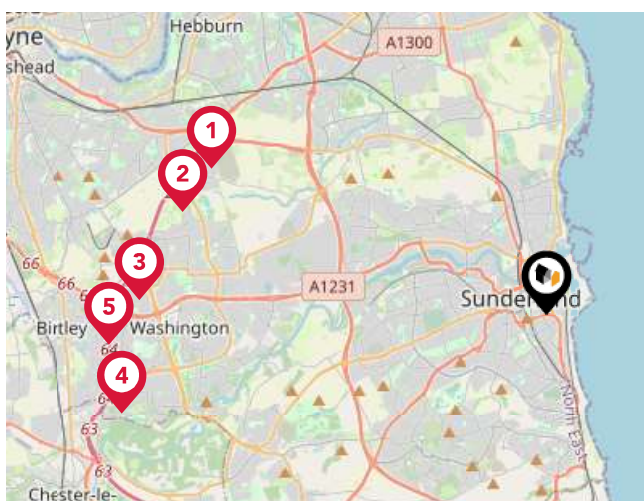 Hebburn
yne
A1300
shead
1
2
66
3
66
A1231
Sunderland
5
Birtley
Washington
64
4
64
63
63
North East
Chester-le-